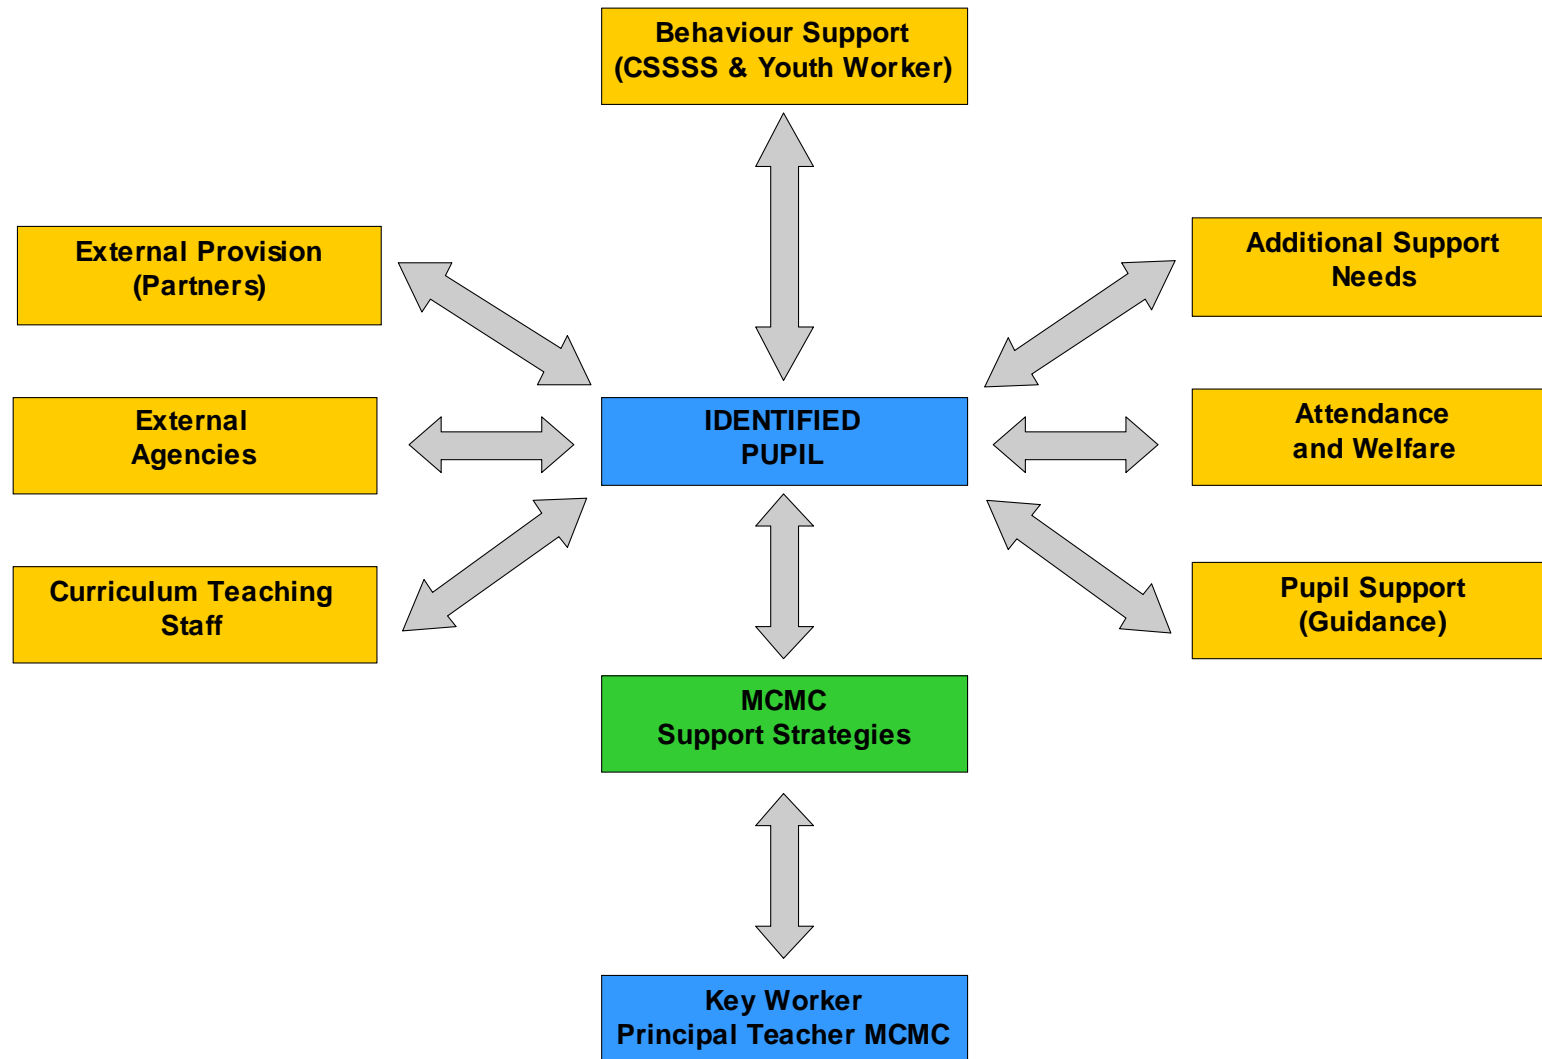 Behaviour Support
(CSSSS & Youth Worker)
External Provision
(Partners)
Additional Support
Needs
External
Agencies
IDENTIFIED
PUPIL
Attendance
and Welfare
Curriculum Teaching
Staff
Pupil Support
(Guidance)
MCMC
Support Strategies
Key Worker
Principal Teacher MCMC